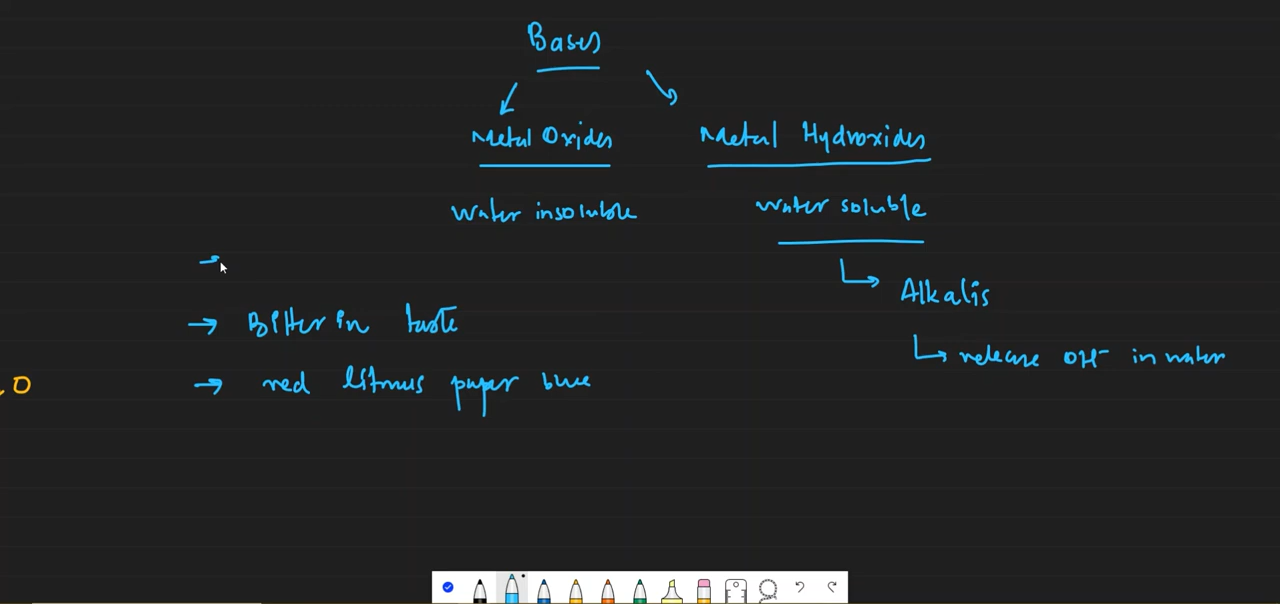 Bases
Metal Oxides
Metal Hydroxides
Water insoluble
Water soluble
Alkalis
release OH⁻ in water
→
→ Bitter in taste
→ red litmus paper blue
0